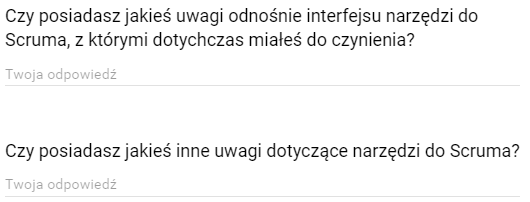 Czy posiadasz jakieś uwagi odnośnie interfejsu narzędzi do
Scruma, z którymi dotychczas miałeś do czynienia?
Twoja odpowiedź
Czy posiadasz jakieś inne uwagi dotyczące narzędzi do Scruma?
Twoja odpowiedź